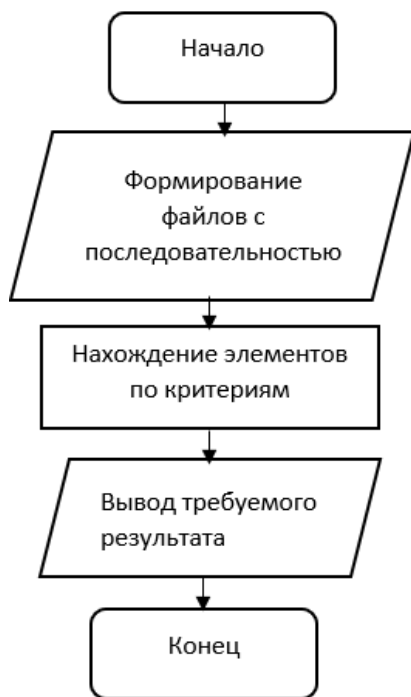 Начало
Формирование
файлов с
последовательностью
Нахождение элементов
по критериям
Вывод требуемого
результата
Конец